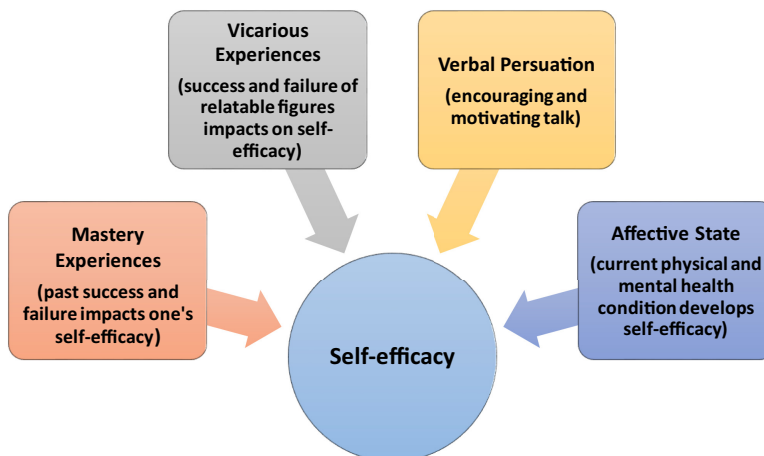 Vicarious
Experiences
(success and failure of
relatable figures
impacts on self-
efficacy)
Verbal Persuation
(encouraging and
motivating talk)
Mastery
Experiences
(past success and
failure impacts one's
self-efficacy)
Affective State
(current physical and
mental health
condition develops
self-efficacy)
Self-efficacy